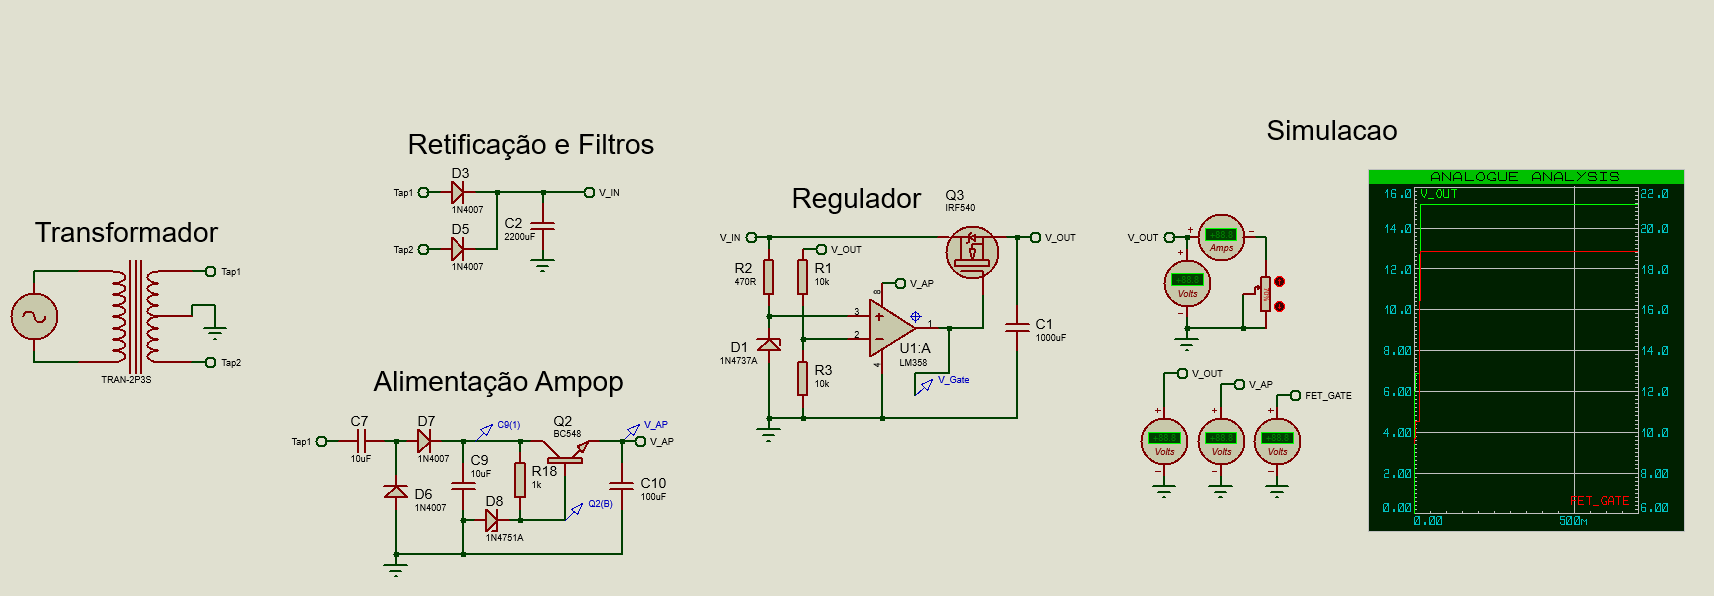 Transformador
Tap1
Tap2
TRAN-2P3S
Retificação e Filtros
D3
Tap1
1N4007
V_IN
C2
2200uF
D5
Tap2
1N4007
Alimentação Ampop
C7
Tap1
10uF
D7
1N4007
D6
1N4007
C9(1)
C9
10uF
D8
1N4751A
R18
1k
Q2
BC548
Q2(B)
V_AP
V_AP
C10
100uF
Regulador
Q3
IRF540
V_IN
V_OUT
V_OUT
R2
470R
R1
10k
V_AP
8
3
2
1
4
+
-
D1
1N4737A
U1:A
LM358
R3
10k
V_Gate
C1
1000uF
Simulacao
V_OUT
+
-
Amps
+
Volts
-
70%
V_OUT
V_AP
FET_GATE
+
+
+
Volts
Volts
Volts
-
-
-
ANALOGUE ANALYSIS
16.0
V_OUT
22.0
14.0
20.0
12.0
18.0
10.0
16.0
8.00
14.0
6.00
12.0
4.00
10.0
2.00
8.00
FET_GATE
0.00
6.00
0.00
500m